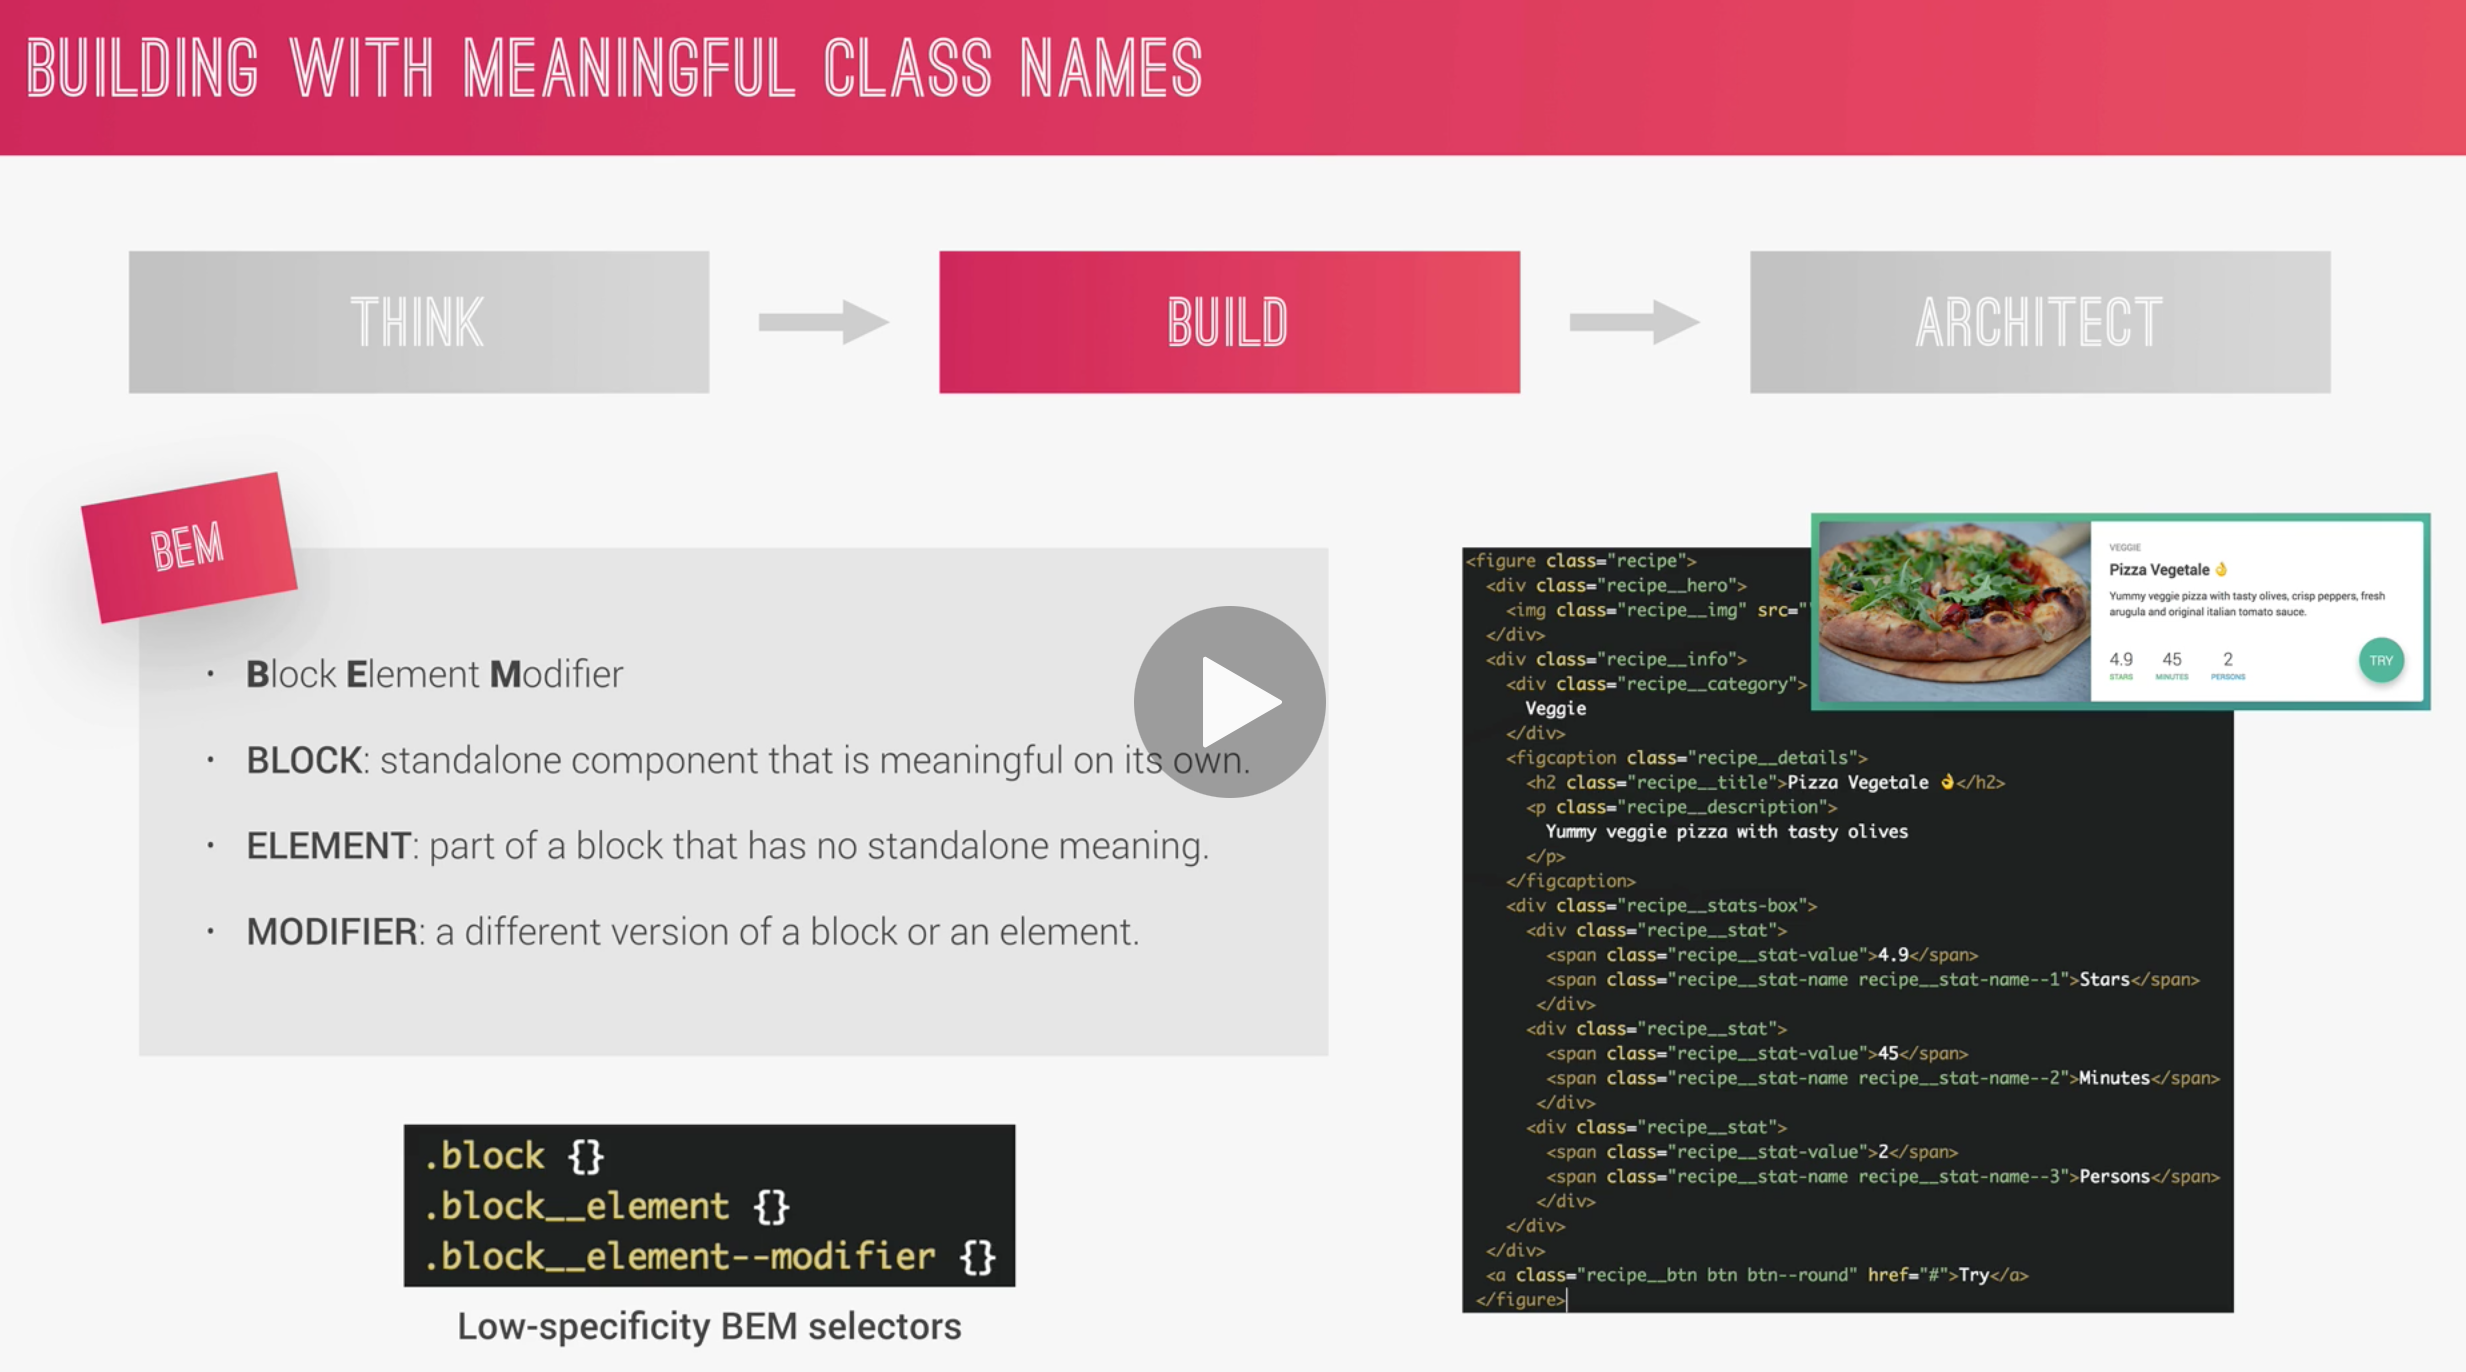 BUILDING WITH MEANINGFUL CLASS NAMES
THINK
BUILD
ARCHITECT
BEM
• Block Element Modifier
• BLOCK: standalone component that is meaningful on its own.
• ELEMENT: part of a block that has no standalone meaning.
• MODIFIER: a different version of a block or an element.
.block {}
.block__element {}
.block__element--modifier {}
Low-specificity BEM selectors
<figure class="recipe">
<div class="recipe__hero">
<img class="recipe__img" src="
</div>
<div class="recipe__info">
<div class="recipe__category">
Veggie
</div>
<figcaption class="recipe__details">
<h2 class="recipe__title">Pizza Vegetale 👌</h2>
<p class="recipe__description">
Yummy veggie pizza with tasty olives
</p>
</figcaption>
<div class="recipe__stats-box">
<div class="recipe__stat">
<span class="recipe__stat-value">4.9</span>
<span class="recipe__stat-name recipe__stat-name--1">Stars</span>
</div>
<div class="recipe__stat">
<span class="recipe__stat-value">45</span>
<span class="recipe__stat-name recipe__stat-name--2">Minutes</span>
</div>
<div class="recipe__stat">
<span class="recipe__stat-value">2</span>
<span class="recipe__stat-name recipe__stat-name--3">Persons</span>
</div>
</div>
</div>
<a class="recipe__btn btn btn--round" href="#">Try</a>
</figure>
VEGGIE
Pizza Vegetale 👌
Yummy veggie pizza with tasty olives, crisp peppers, fresh
arugula and original italian tomato sauce.
4.9 45 2
STARS MINUTES PERSONS
TRY